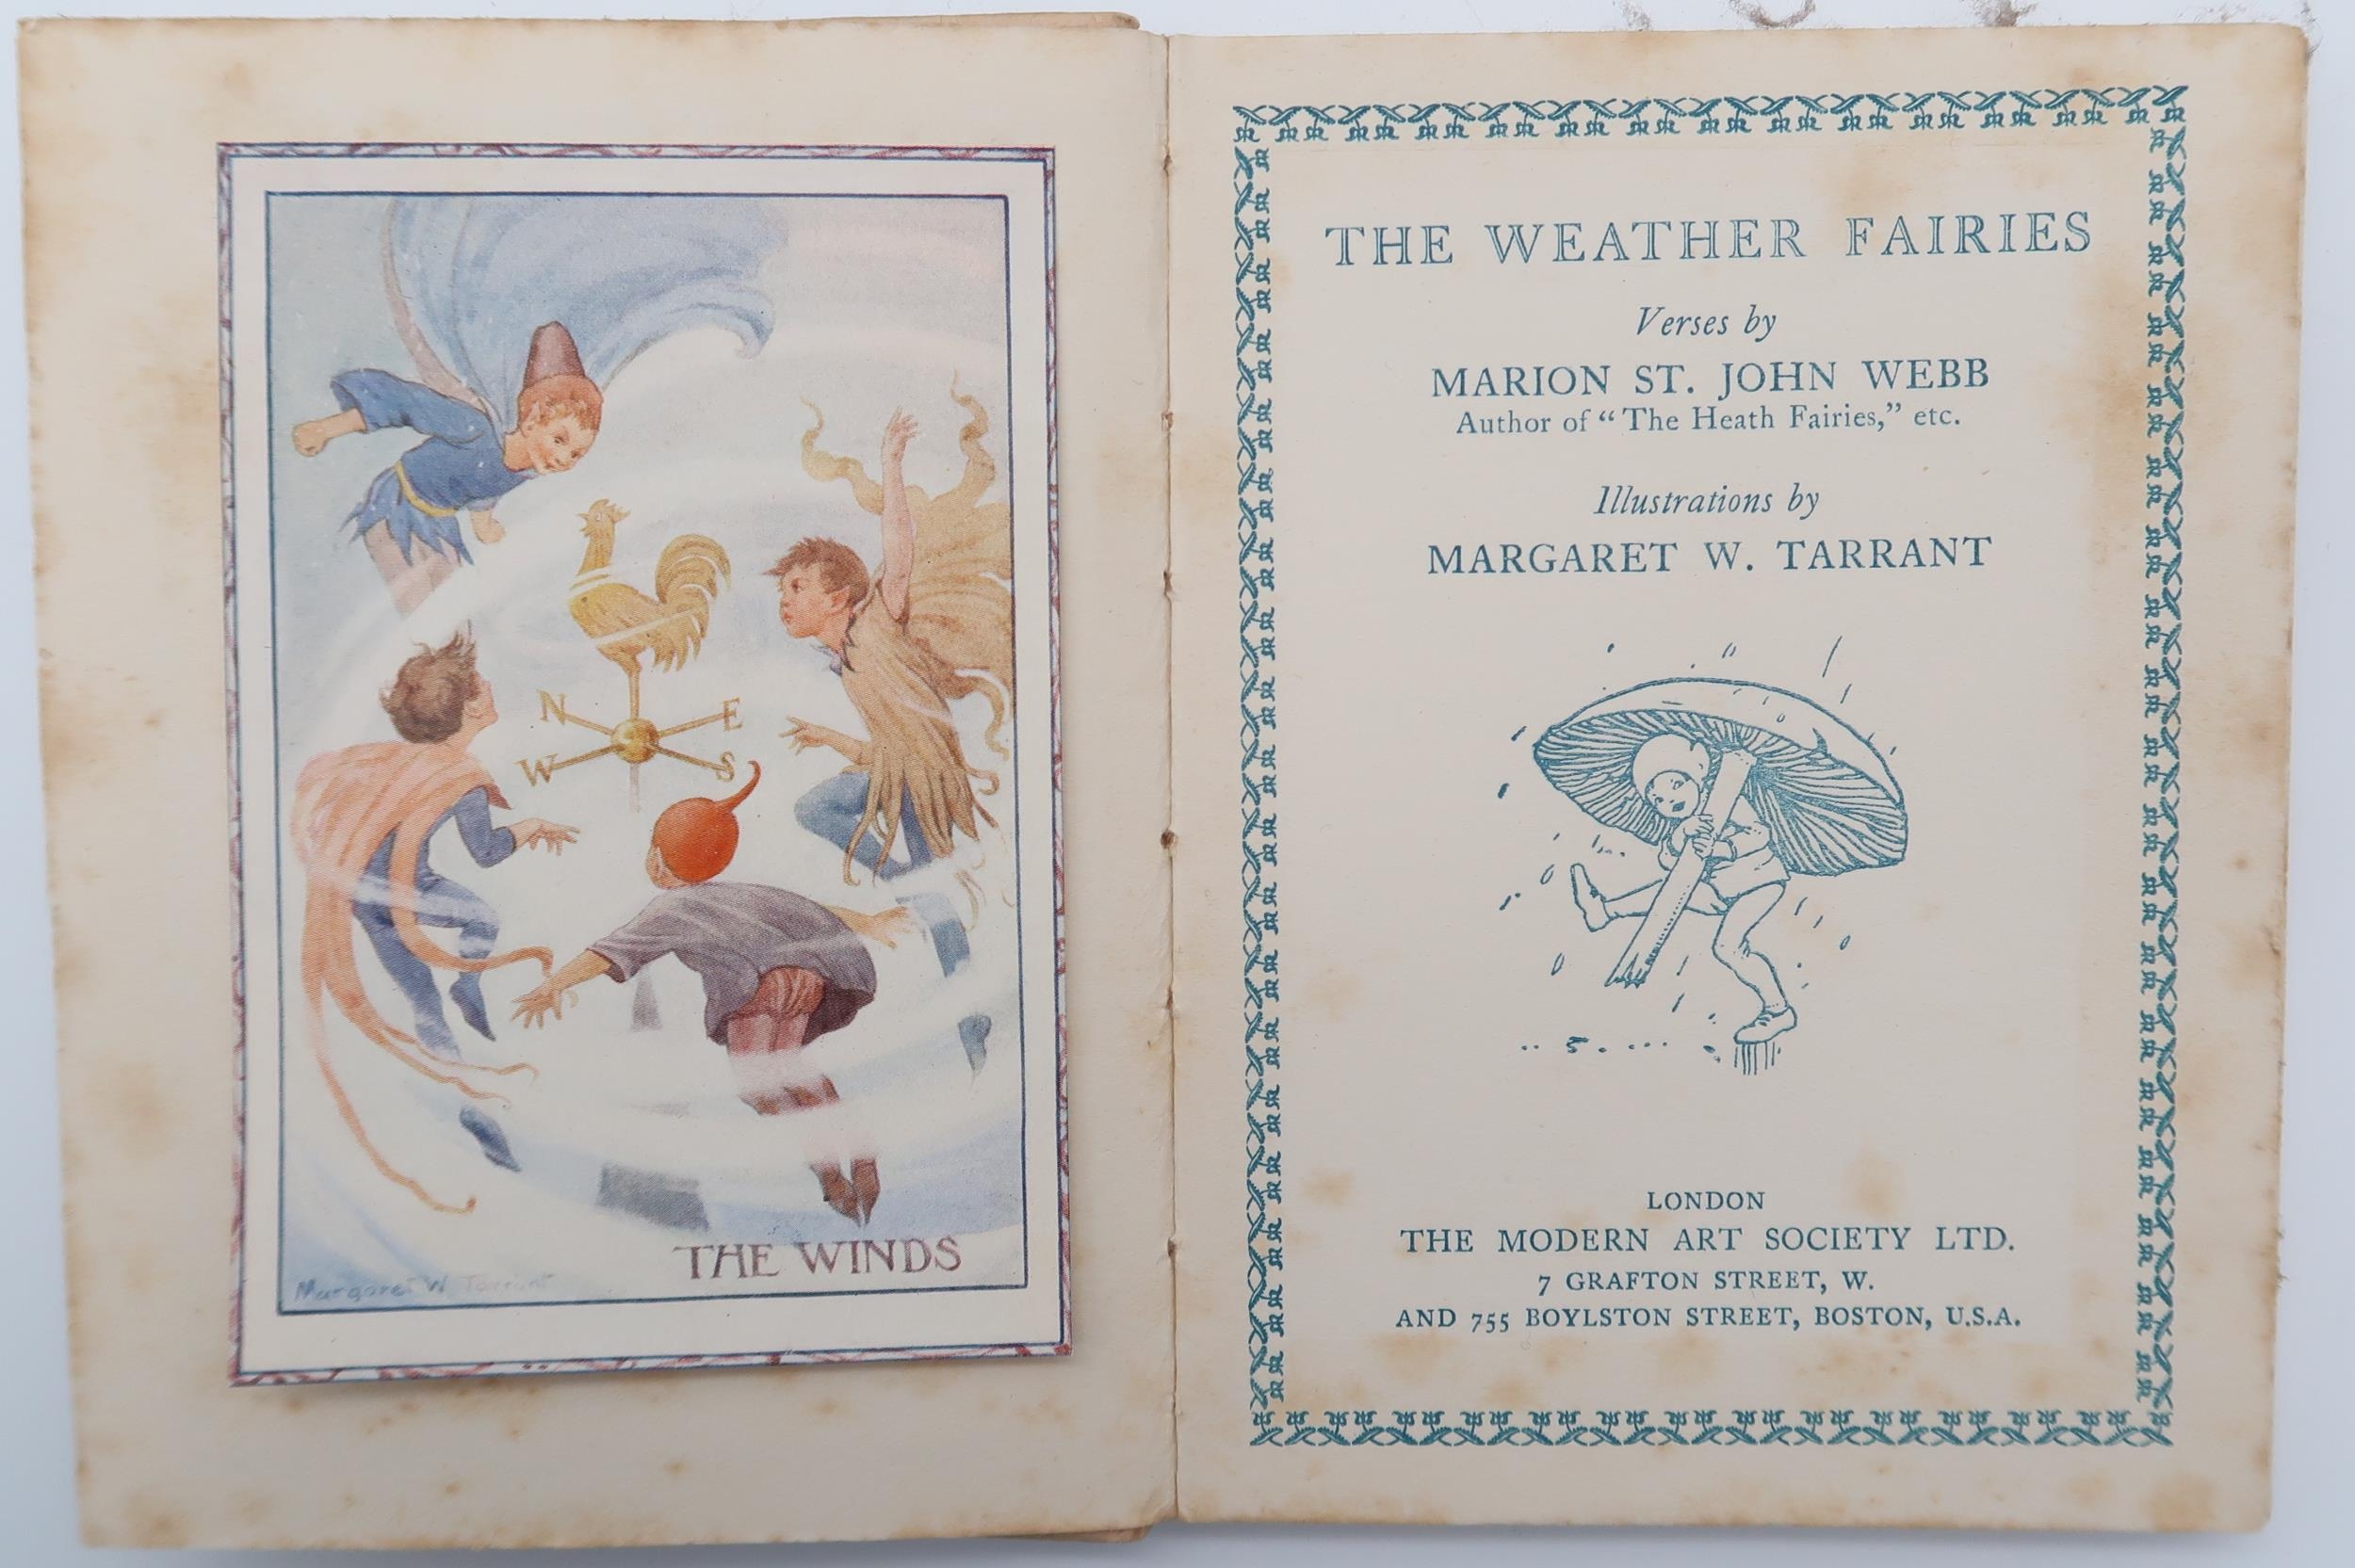 N
E
W
S
THE WINDS
Margaret W. Tarrant
THE WEATHER FAIRIES
Verses by
MARION ST. JOHN WEBB
Author of “The Heath Fairies,” etc.
Illustrations by
MARGARET W. TARRANT
LONDON
THE MODERN ART SOCIETY LTD.
7 GRAFTON STREET, W.
AND 755 BOYLSTON STREET, BOSTON, U.S.A.